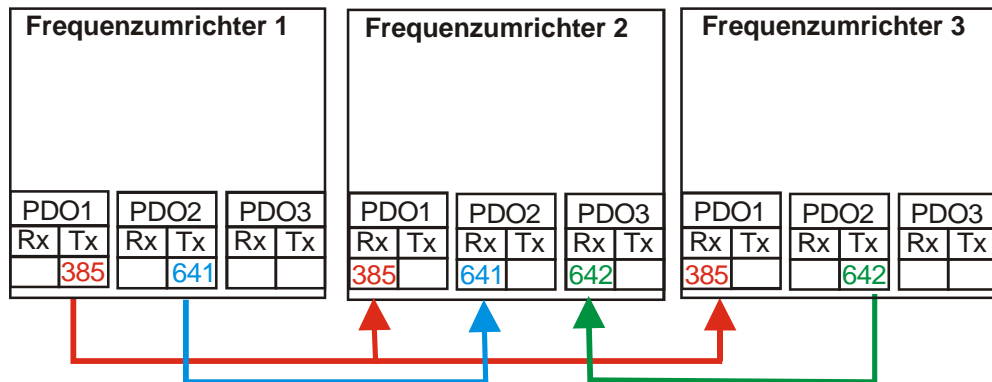 Frequenzumrichter 1 Frequenzumrichter 2 Frequenzumrichter 3
PDO1 PDO2 PDO3 PDO1 PDO2 PDO3 PDO1 PDO2 PDO3
Rx Tx Rx Tx Rx Tx Rx Tx Rx Tx Rx Tx Rx Tx Rx Tx Rx Tx
385 641 385 641 642 385 642